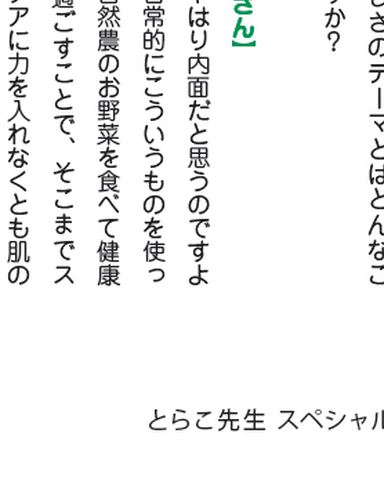 しさのテーマとはどんなこ
か？
さん】
はり内面だと思うのですよ
常的にこういうものを使っ
然農のお野菜を食べて健康
過ごすことで、そこまでス
アに力を入れなくとも肌の
とらこ先生 スペシャル